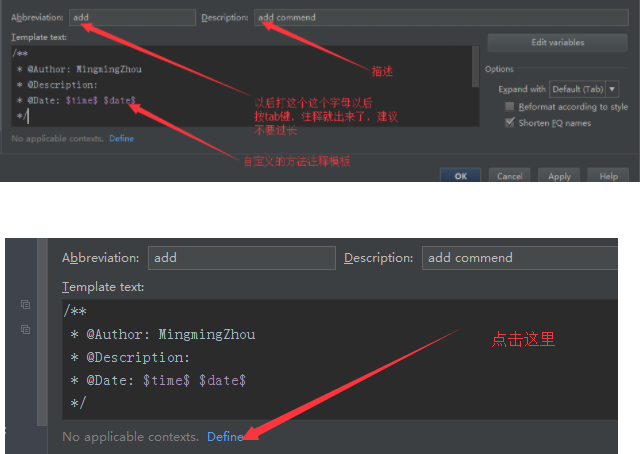 Abbreviation: add Description: add commend
Template text:
/**
* @Author: MingmingZhou
* @Description:
* @Date: $time$ $date$
*/
描述
以后打这个这个字母以后
按tab键，住释就出来了，建议
不要过长
自定义的方法注释模板
No applicable contexts. Define
Edit variables
Options
Expand with Default (Tab)
Reformat according to style
Shorten FQ names
OK Cancel Apply Help
Abbreviation: add Description: add commend
Template text:
/**
* @Author: MingmingZhou
* @Description:
* @Date: $time$ $date$
*/
点击这里
No applicable contexts. Define